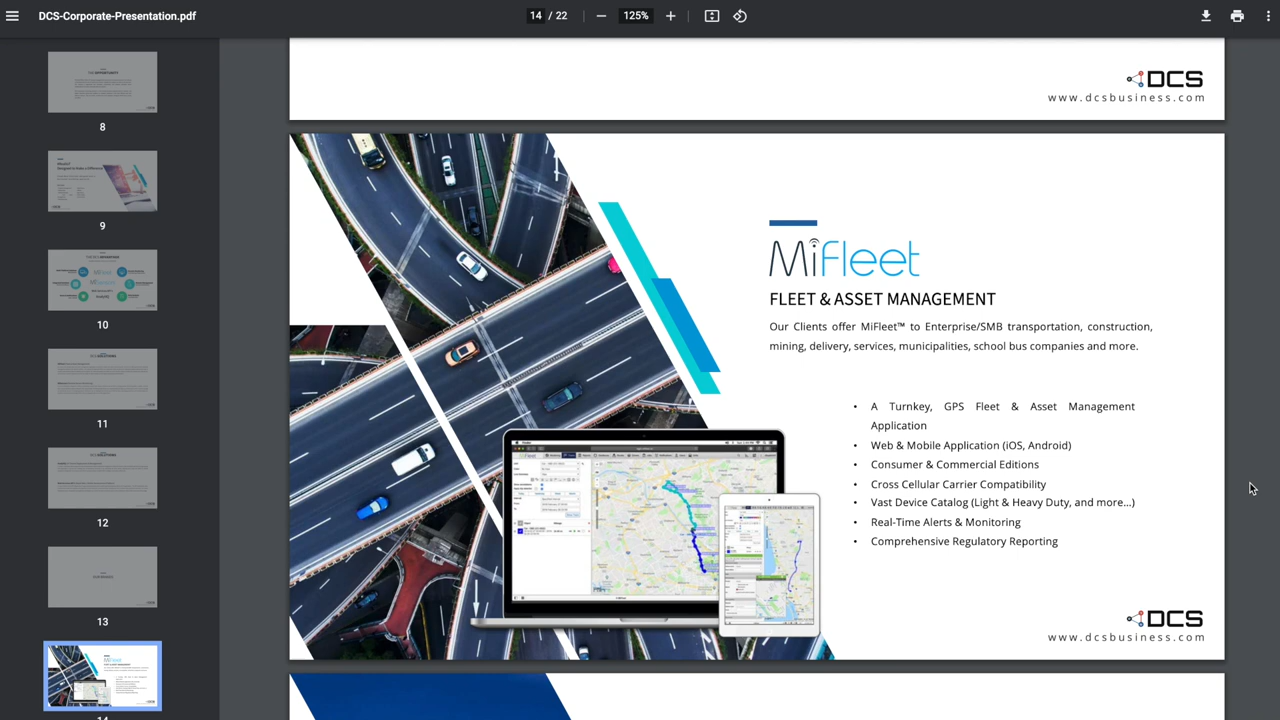 DCS-Corporate-Presentation.pdf
14 / 22
125%
THE OPPORTUNITY
8
9
10
11
12
13
DCS
www.dcsbusiness.com
MiFleet
FLEET & ASSET MANAGEMENT
Our Clients offer MiFleet™ to Enterprise/SMB transportation, construction,
mining, delivery, services, municipalities, school bus companies and more.
• A Turnkey, GPS Fleet & Asset Management
Application
• Web & Mobile Application (iOS, Android)
• Consumer & Commercial Editions
• Cross Cellular Carrier Compatibility
• Vast Device Catalog (Light & Heavy Duty, and more...)
• Real-Time Alerts & Monitoring
• Comprehensive Regulatory Reporting
DCS
www.dcsbusiness.com